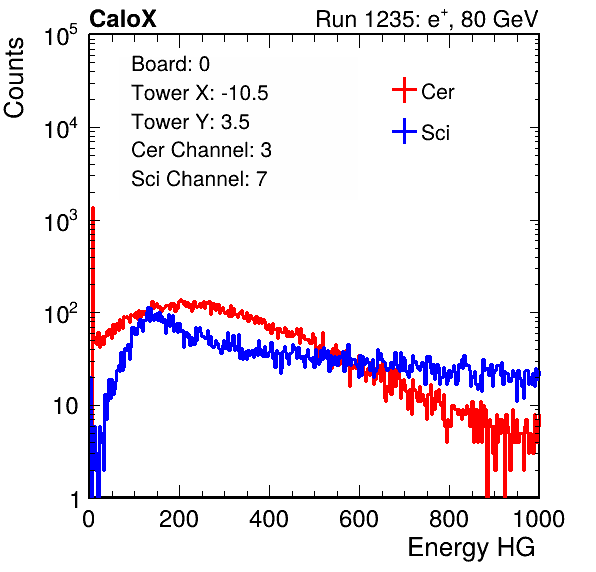 CaloX Run 1235: e⁺, 80 GeV
Counts
10⁵
10⁴
10³
10²
10
1
Board: 0
Tower X: -10.5
Tower Y: 3.5
Cer Channel: 3
Sci Channel: 7
Cer
Sci
0 200 400 600 800 1000
Energy HG